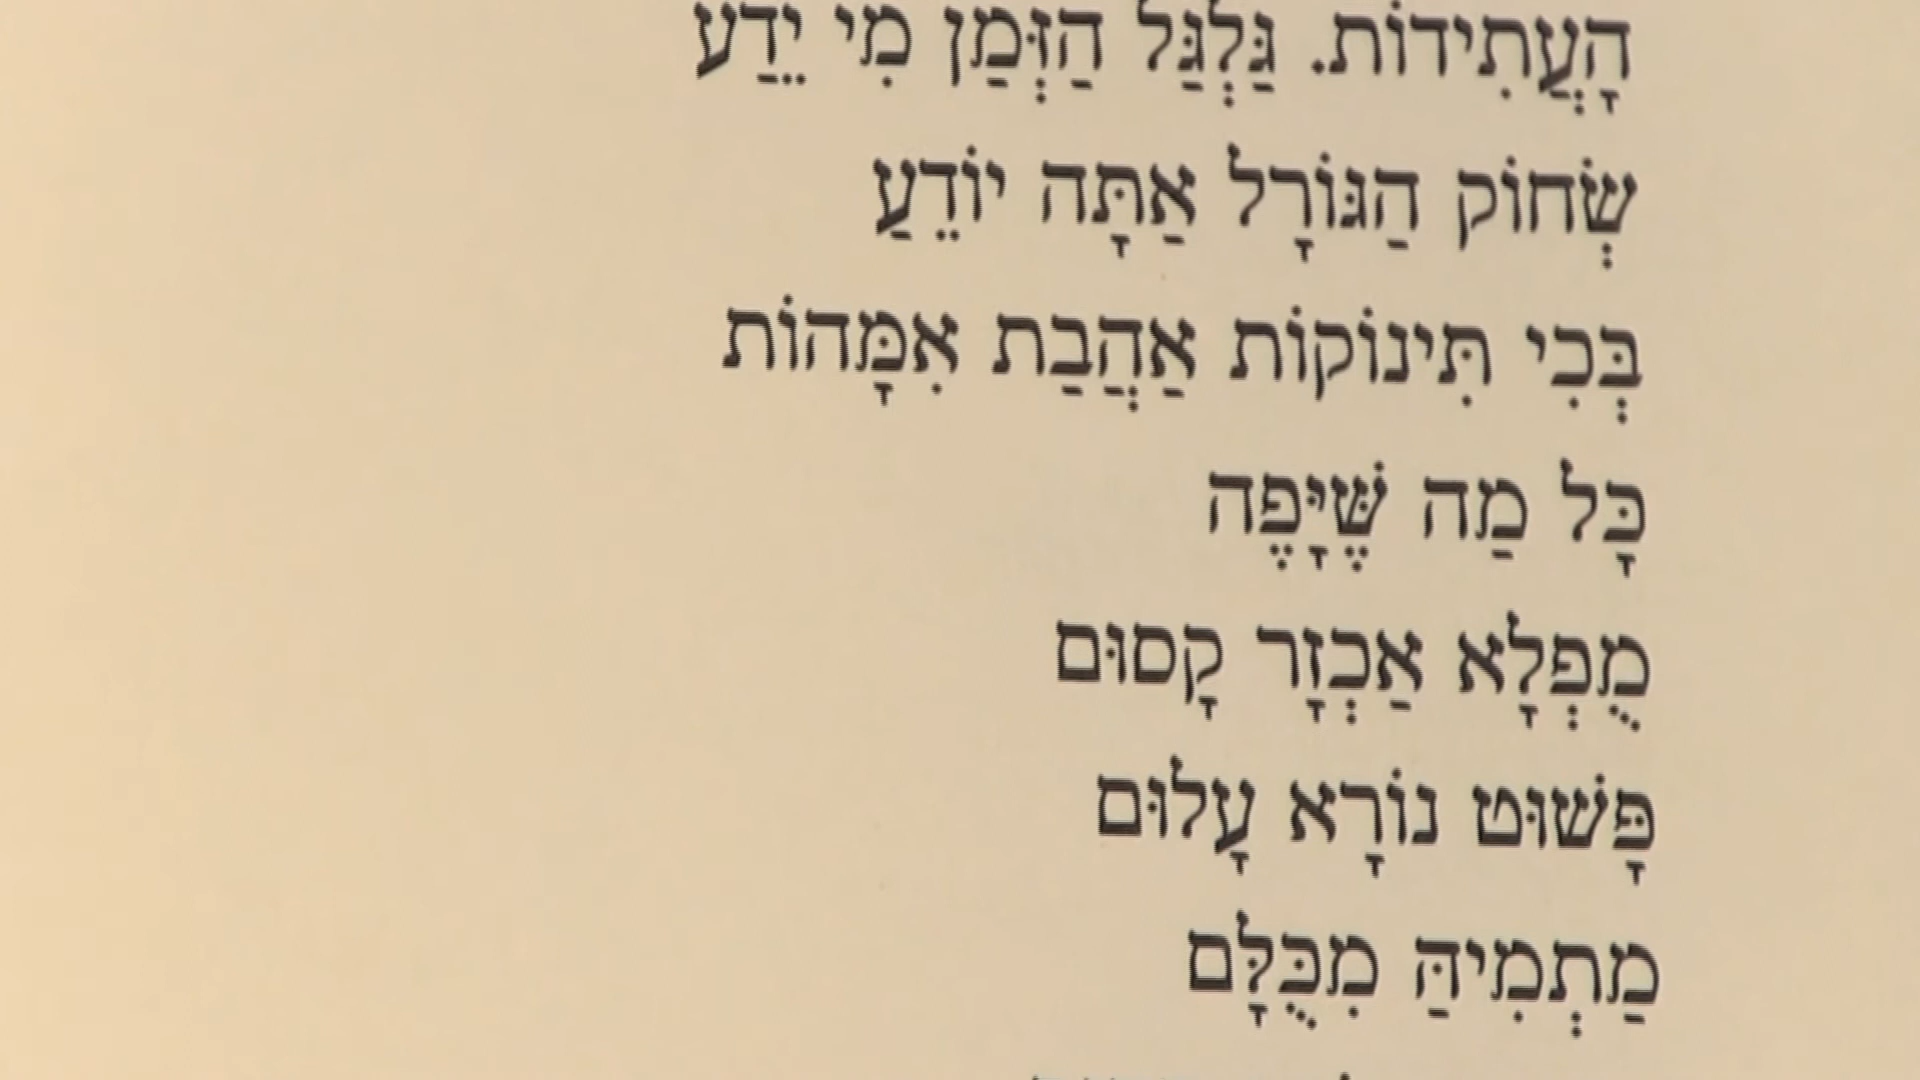 הָעֲתִידוֹת. גַּלְגַּל הַזְּמַן מִי יֵדַע
שְׂחוֹק הַגּוֹרָל אַתָּה יוֹדֵעַ
בְּכִי תִּינוֹקוֹת אַהֲבַת אִמָּהוֹת
כָּל מַה שֶּׁיָּפֶה
מֻפְלָא אַכְזָר קָסוּם
פָּשׁוּט נוֹרָא עָלוּם
מַתְמִיהַּ מִכֻּלָּם